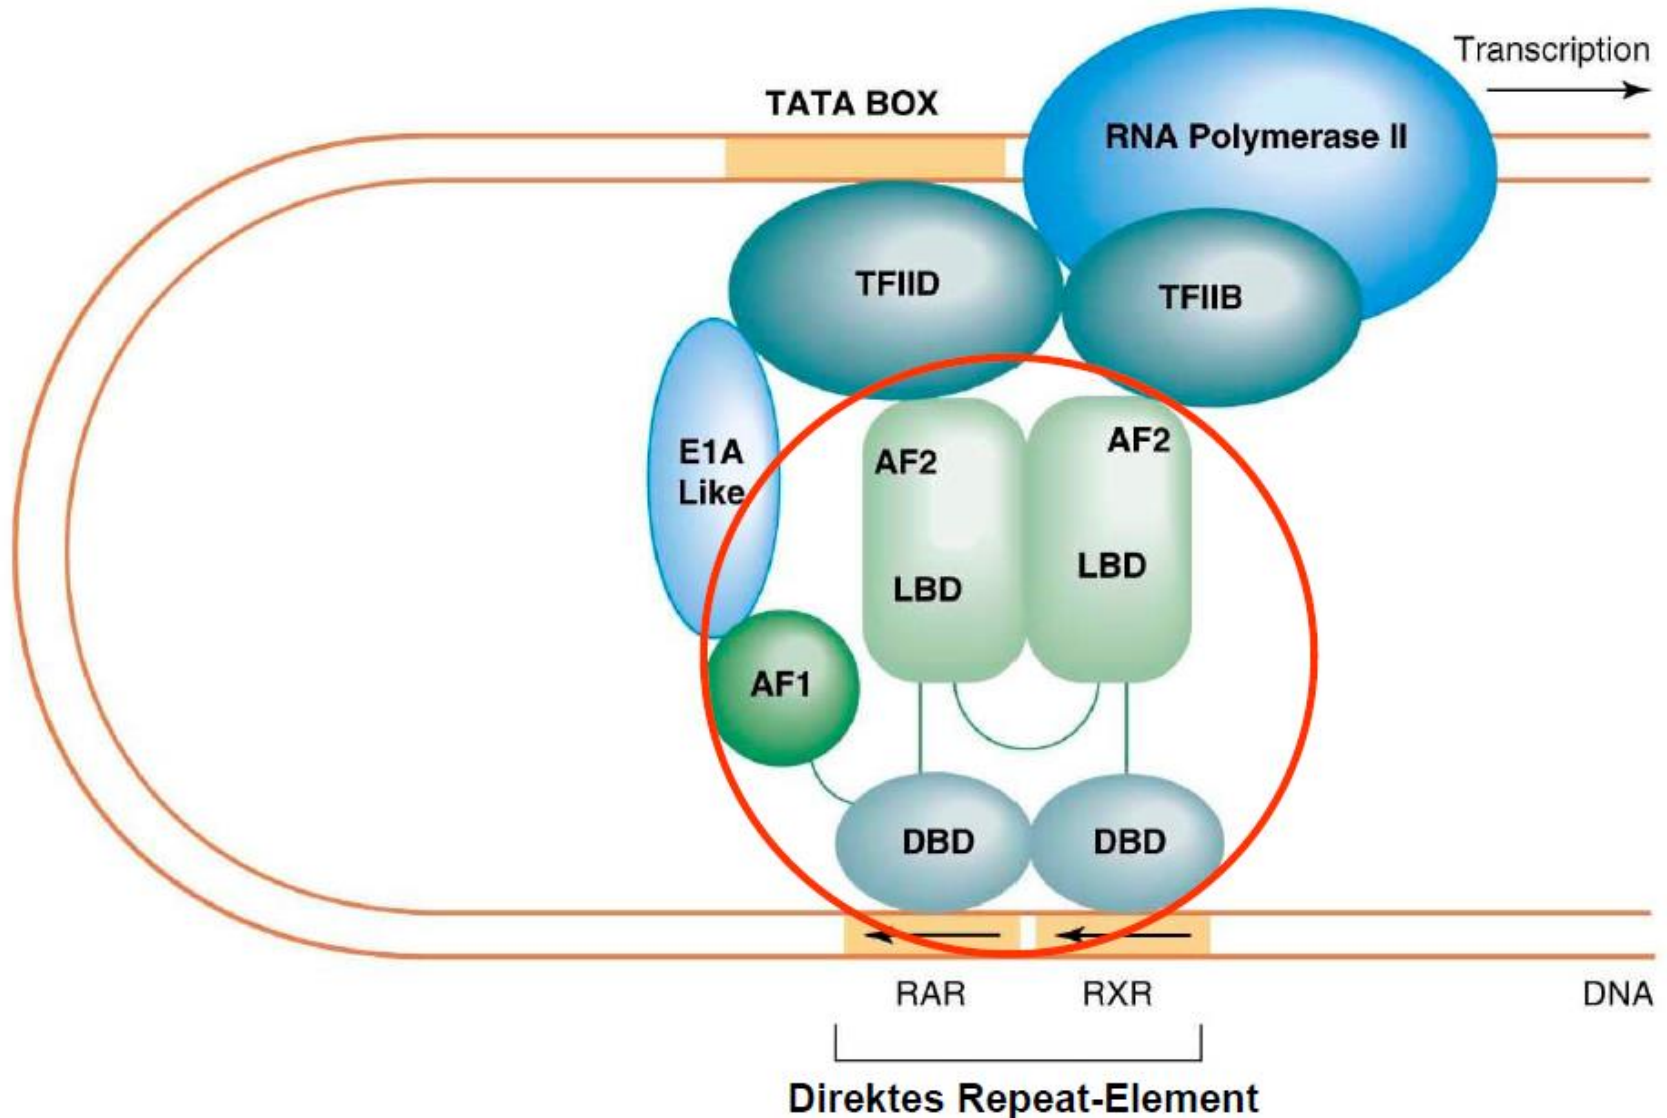 Transcription
TATA BOX
RNA Polymerase II
TFIID
TFIIB
E1A
Like
AF2
AF2
LBD
LBD
AF1
DBD
DBD
RAR
RXR
DNA
Direktes Repeat-Element